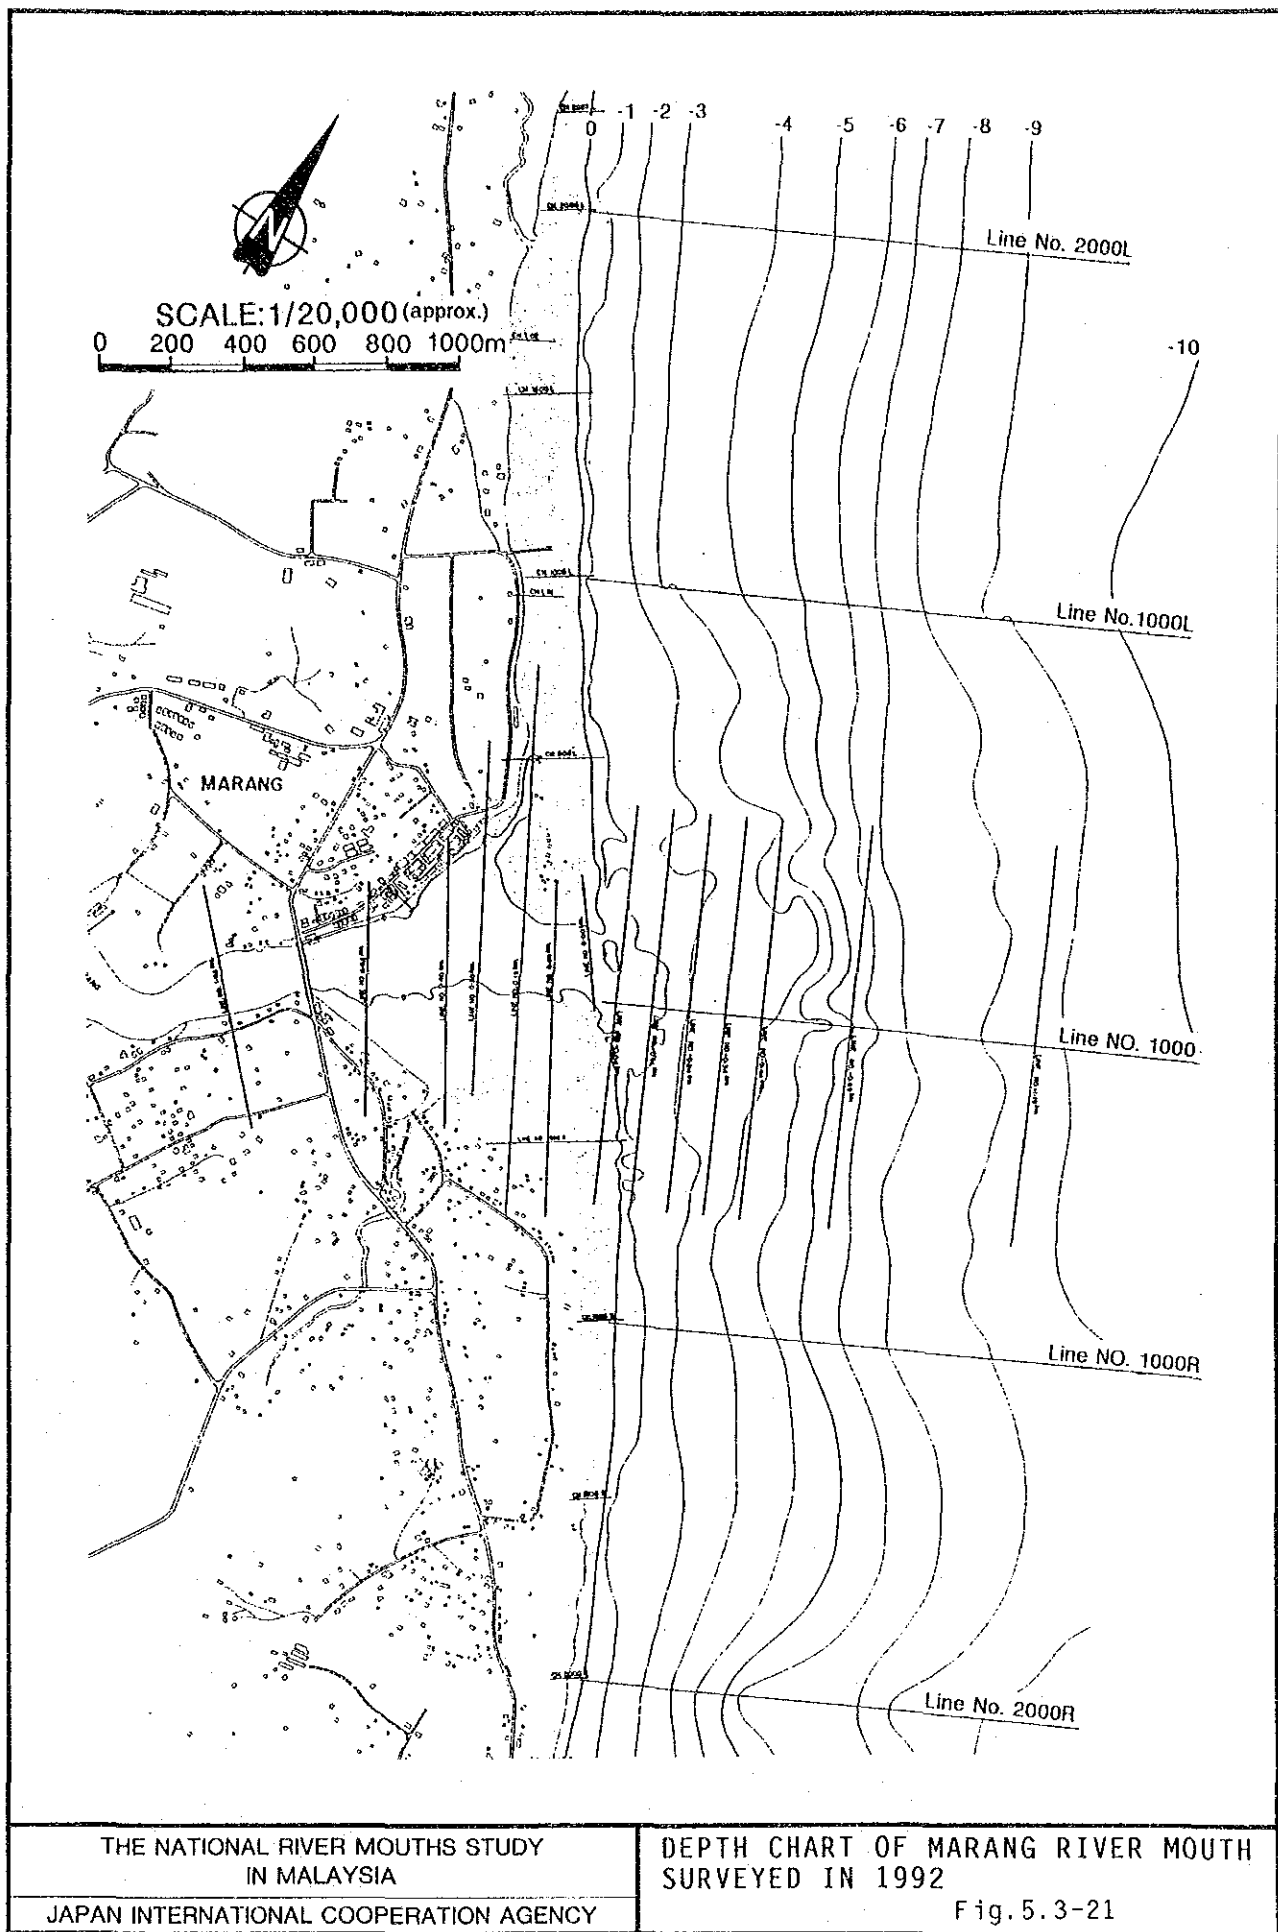 0 -1 -2 -3 -4 -5 -6 -7 -8 -9
N
Line No. 2000L
SCALE: 1/20,000 (approx.)
0 200 400 600 800 1000m
-10
Line No.1000L
MARANG
Line NO. 1000
Line NO. 1000R
Line No. 2000R
THE NATIONAL RIVER MOUTHS STUDY
IN MALAYSIA
JAPAN INTERNATIONAL COOPERATION AGENCY
DEPTH CHART OF MARANG RIVER MOUTH
SURVEYED IN 1992
Fig.5.3-21